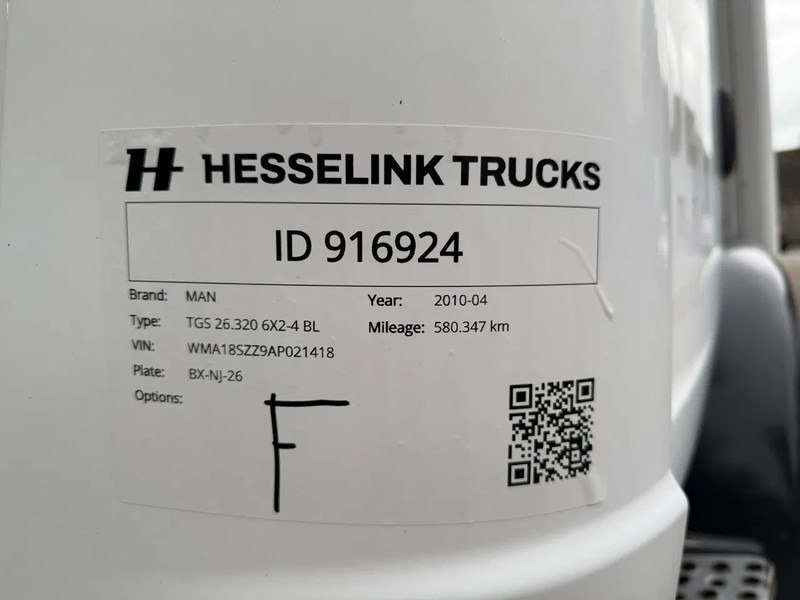 H HESSELINK TRUCKS
ID 916924
Brand: MAN
Year: 2010-04
Type: TGS 26.320 6X2-4 BL
Mileage: 580.347 km
VIN: WMA18SZZ9AP021418
Plate: BX-NJ-26
Options:
F